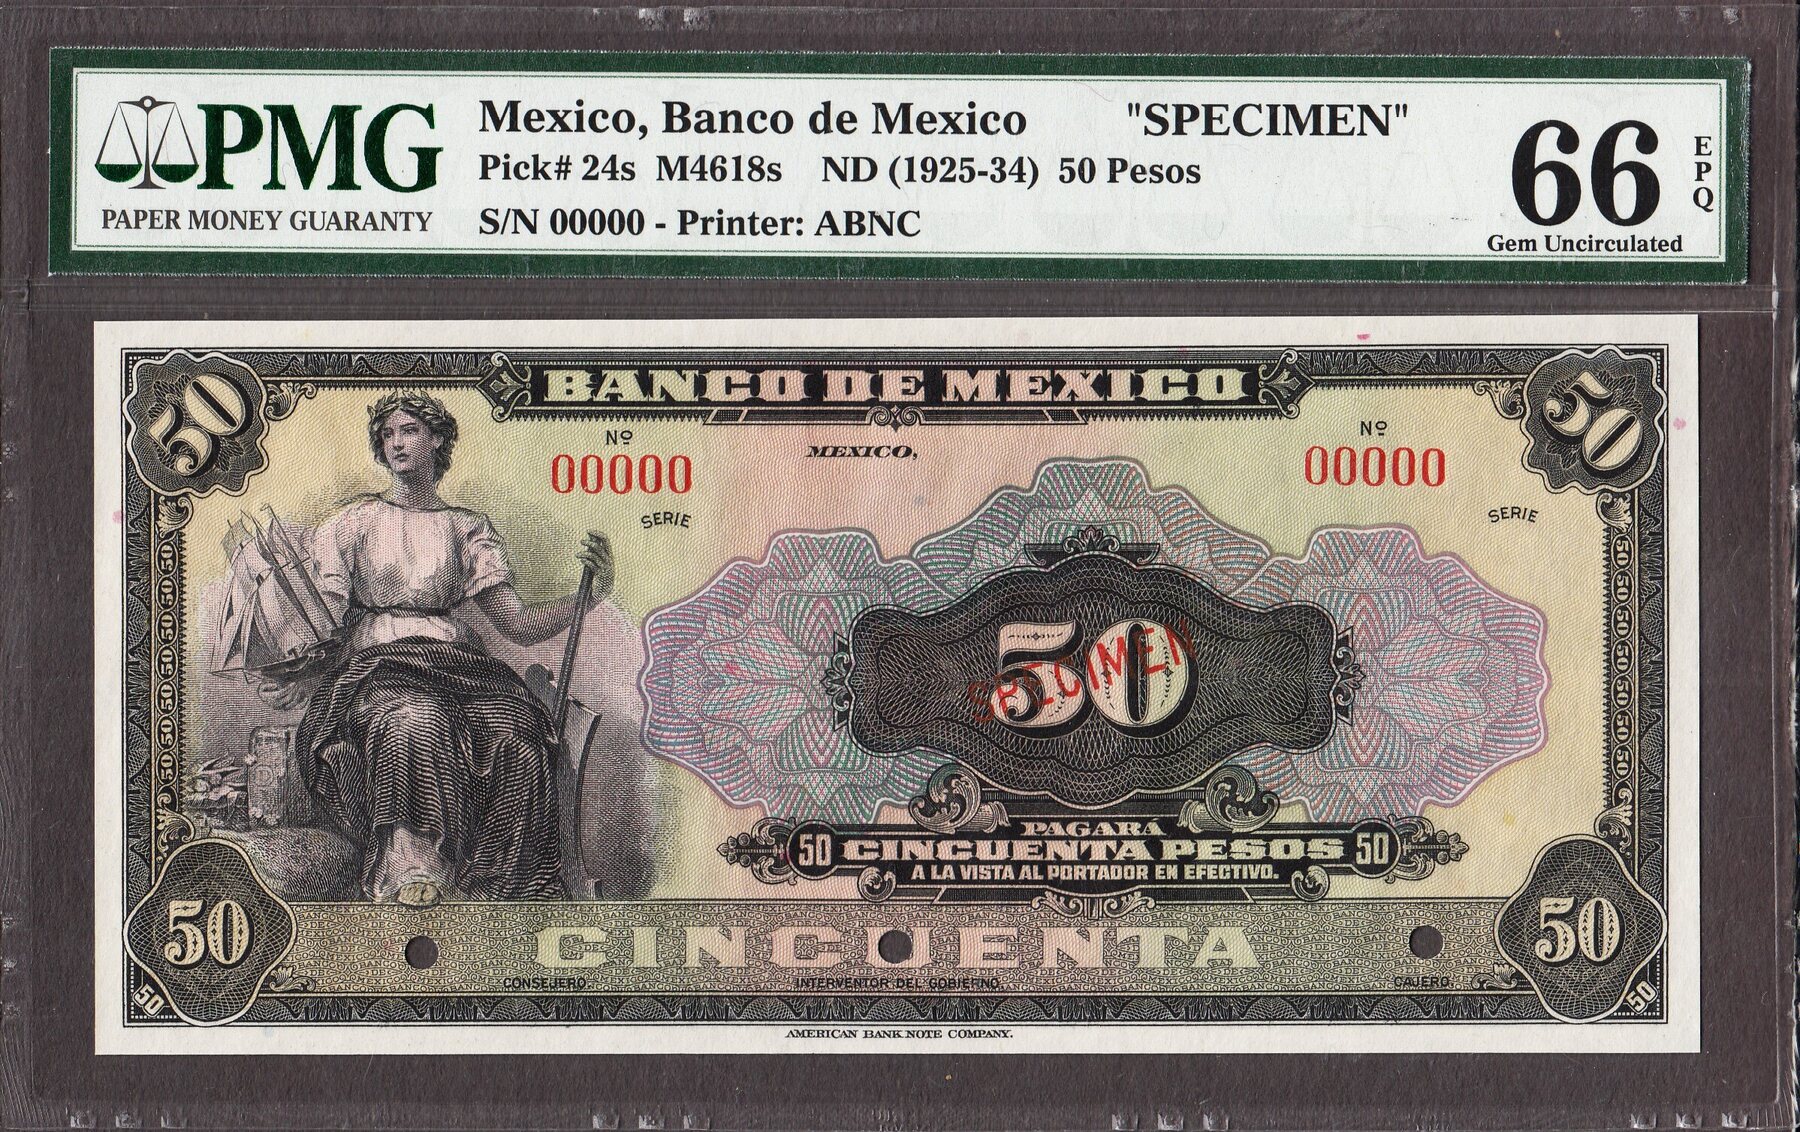 PMG
PAPER MONEY GUARANTY
Mexico, Banco de Mexico "SPECIMEN"
Pick# 24s M4618s ND (1925-34) 50 Pesos
S/N 00000 - Printer: ABNC
66
EPQ
Gem Uncirculated
50 BANCO DE MEXICO 50
Nº MEXICO, Nº
00000 00000
SERIE SERIE
50
SPECIMEN
PAGARÁ
50 CINCUENTA PESOS 50
A LA VISTA AL PORTADOR EN EFECTIVO.
50 CINCUENTA 50
CONSEJERO. INTERVENTOR DEL GOBIERNO. CAJERO.
50 50
AMERICAN BANK NOTE COMPANY.